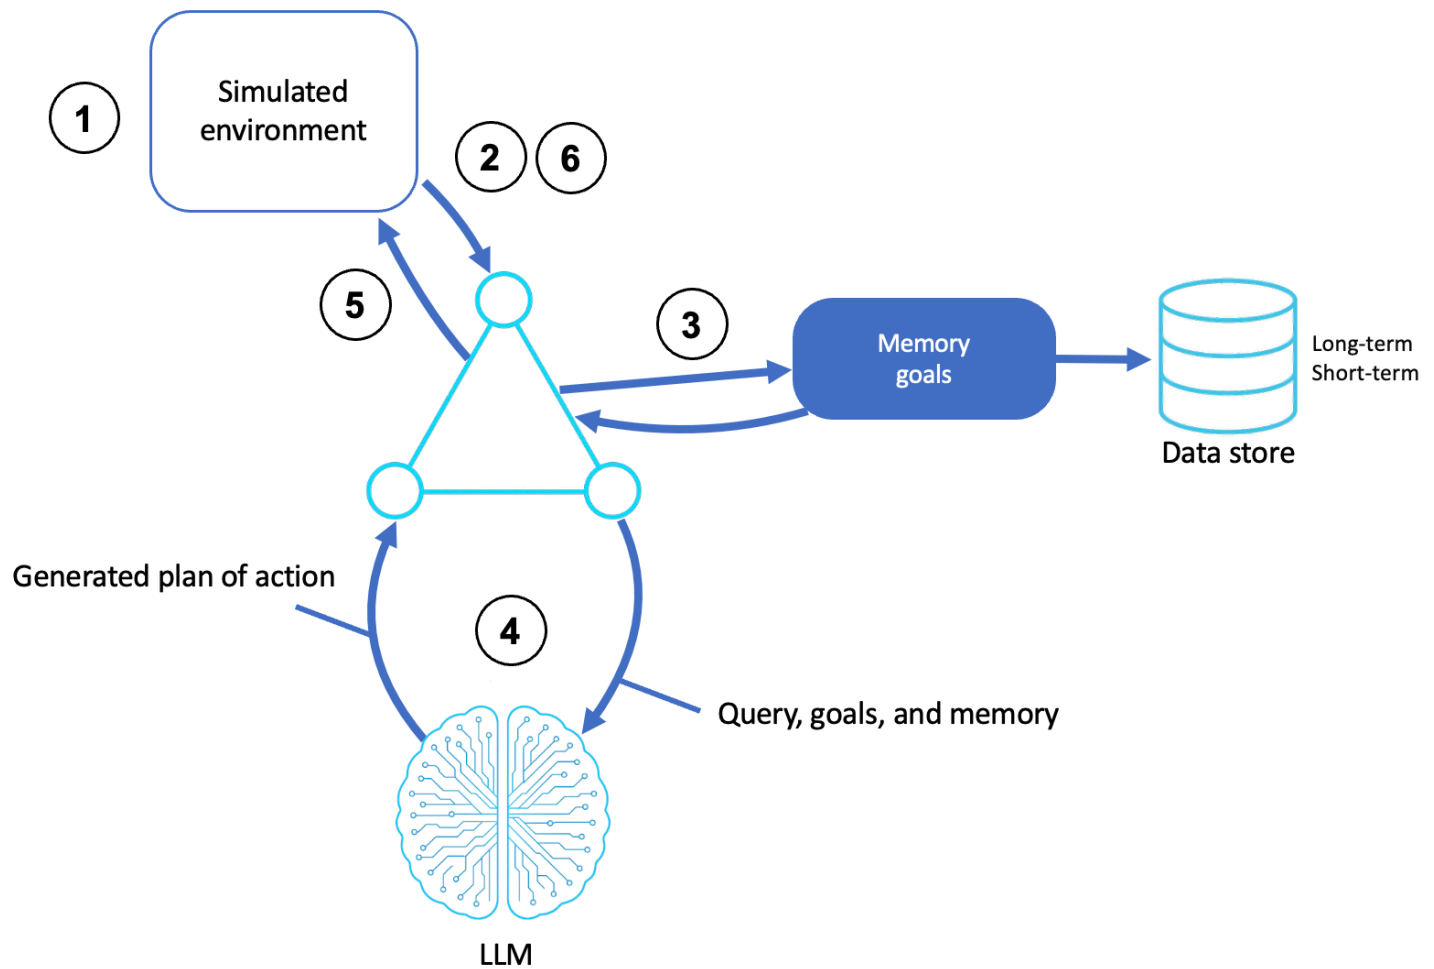 1
Simulated
environment
2
6
5
3
Memory
goals
Long-term
Short-term
Data store
Generated plan of action
4
Query, goals, and memory
LLM